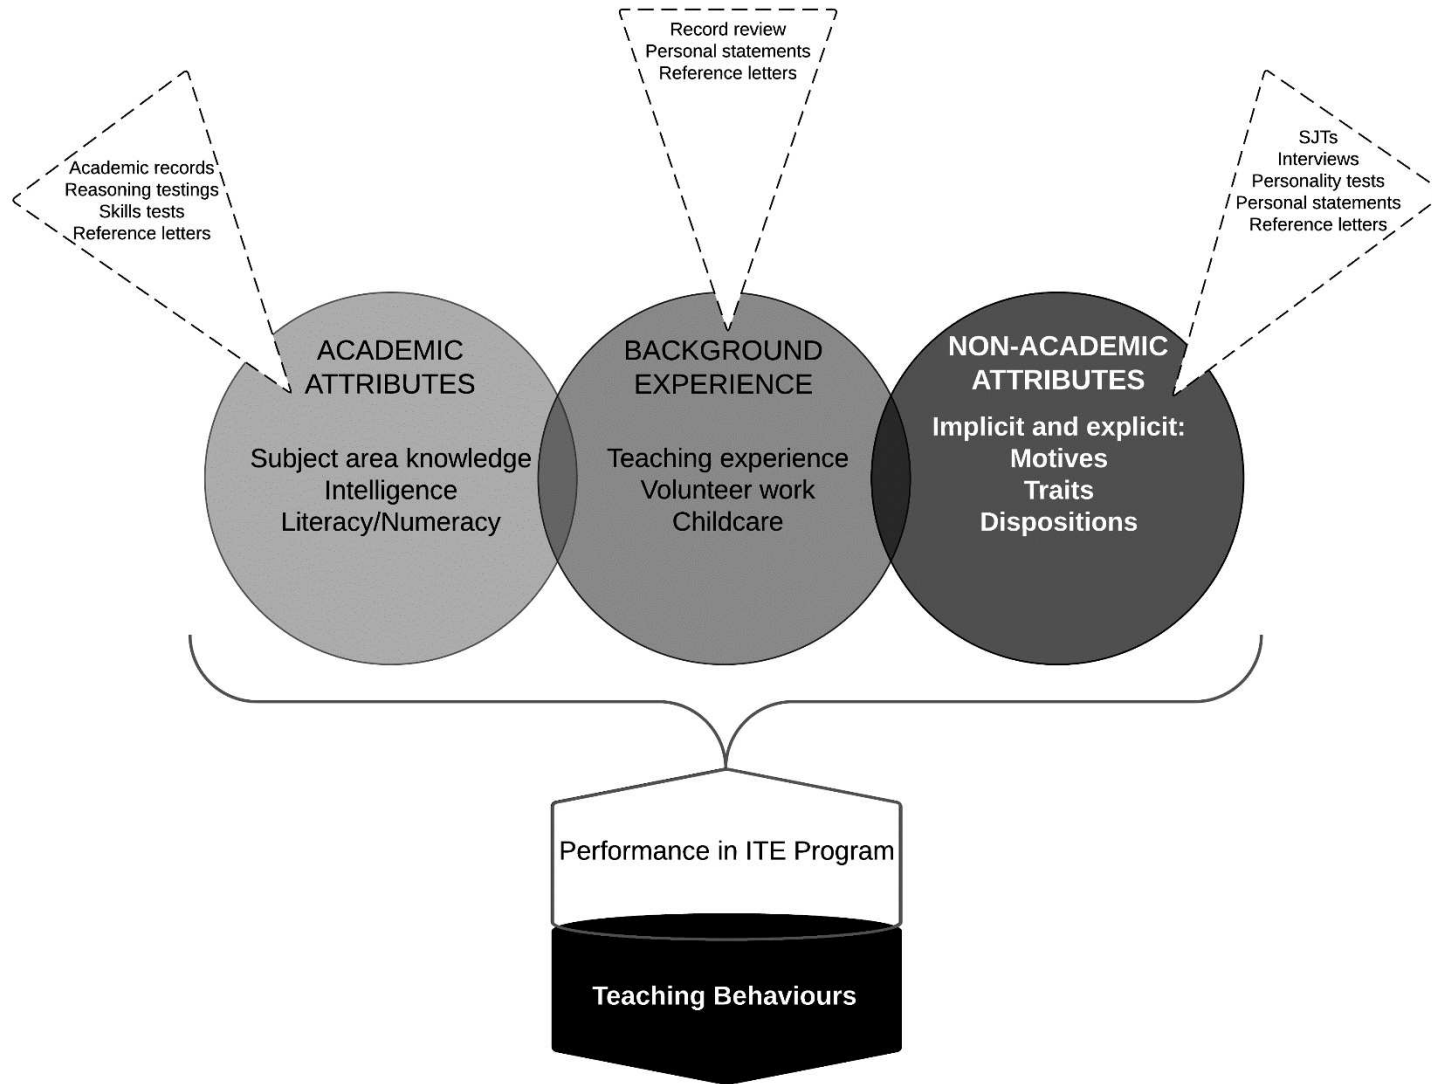 Record review
Personal statements
Reference letters
Academic records
Reasoning testings
Skills tests
Reference letters
SJTs
Interviews
Personality tests
Personal statements
Reference letters
ACADEMIC
ATTRIBUTES
Subject area knowledge
Intelligence
Literacy/Numeracy
BACKGROUND
EXPERIENCE
Teaching experience
Volunteer work
Childcare
NON-ACADEMIC
ATTRIBUTES
Implicit and explicit:
Motives
Traits
Dispositions
Performance in ITE Program
Teaching Behaviours